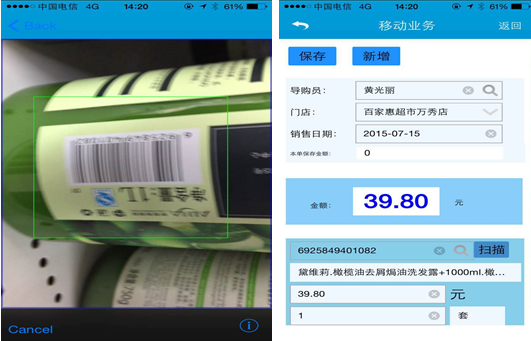 中国电信 4G 14:20 61%
Back
1L
750g
Cancel
中国电信 4G 14:20 61%
移动业务 返回
保存 新增
导购员: 黄光丽
门店: 百家惠超市万秀店
销售日期: 2015-07-15
本单保存金额: 0
金额: 39.80 元
6925849401082 扫描
黛维莉.橄榄油去屑焗油洗发露+1000ml.橄...
39.80 元
1 套